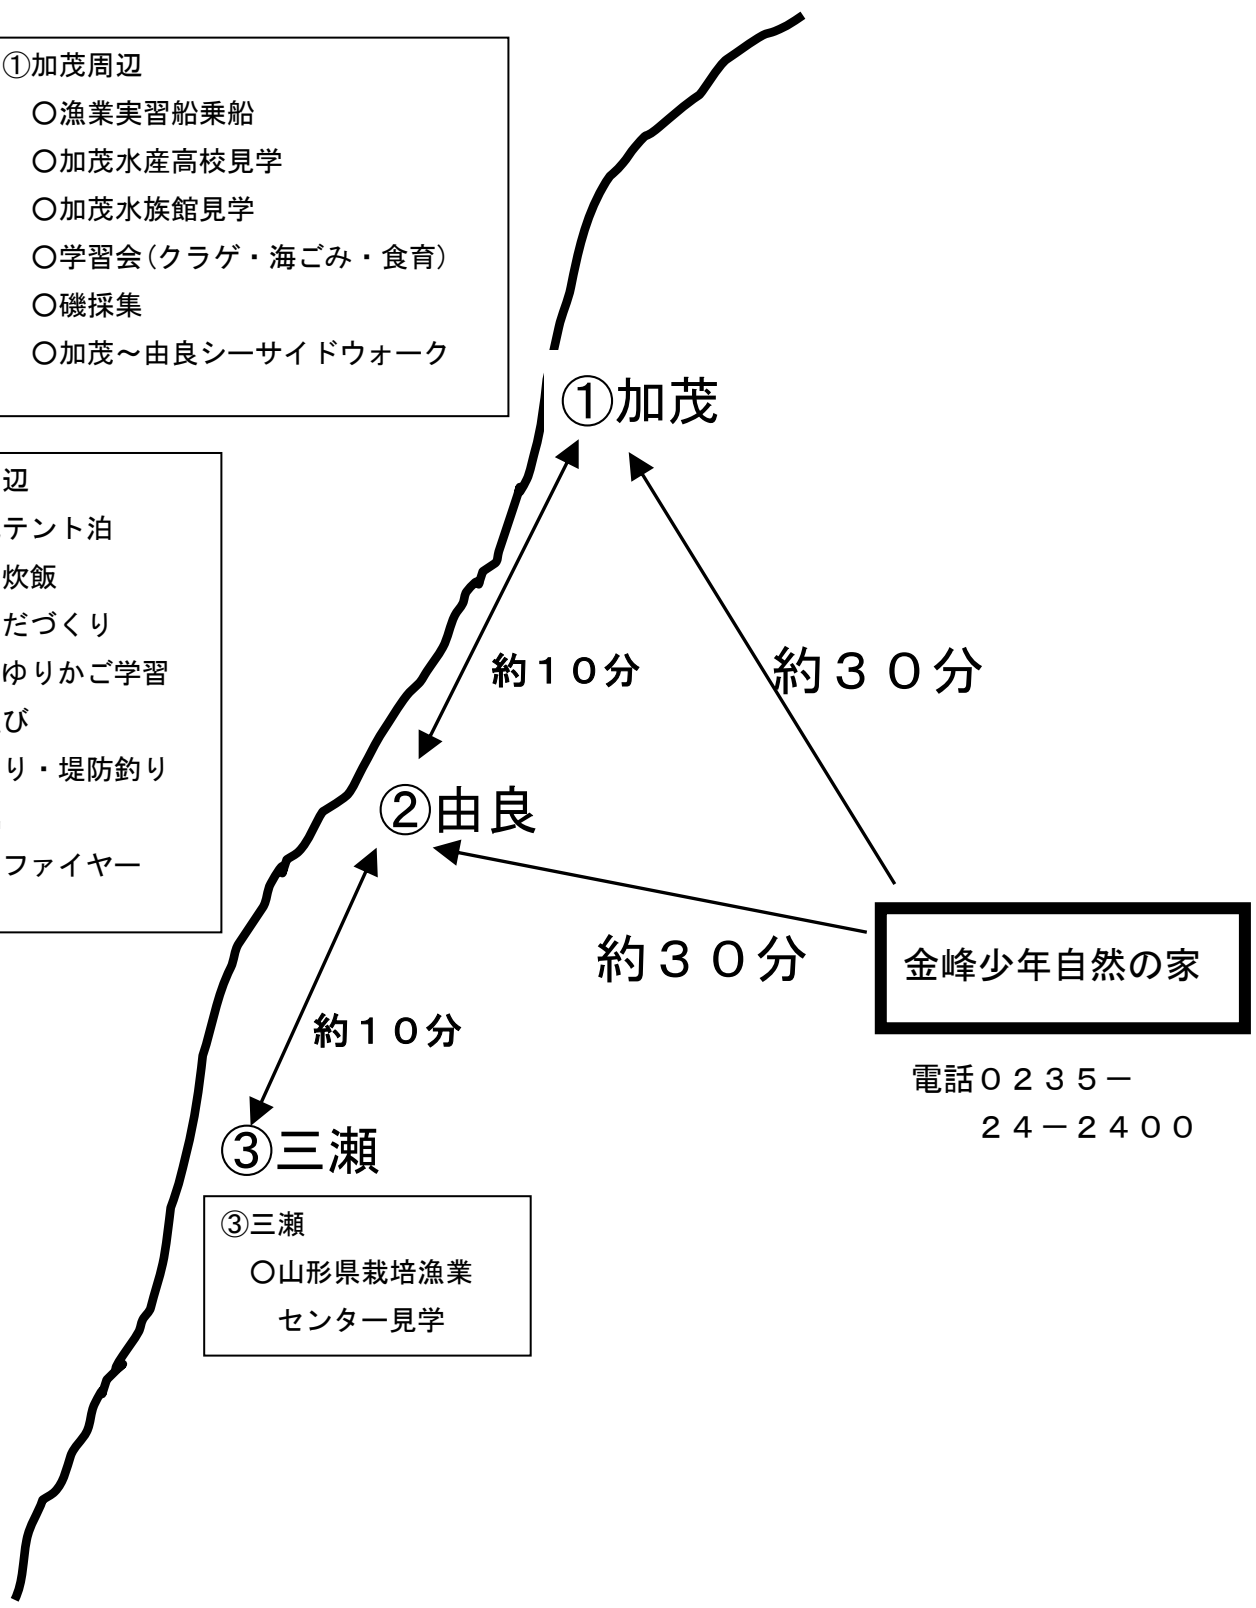 ①加茂周辺
〇漁業実習船乗船
〇加茂水産高校見学
〇加茂水族館見学
〇学習会(クラゲ・海ごみ・食育)
〇磯採集
〇加茂～由良シーサイドウォーク
①加茂
辺
テント泊
炊飯
だづくり
ゆりかご学習
び
り・堤防釣り
ファイヤー
約１０分
約３０分
②由良
約３０分
金峰少年自然の家
約１０分
電話０２３５－
２４－２４００
③三瀬
③三瀬
〇山形県栽培漁業
センター見学